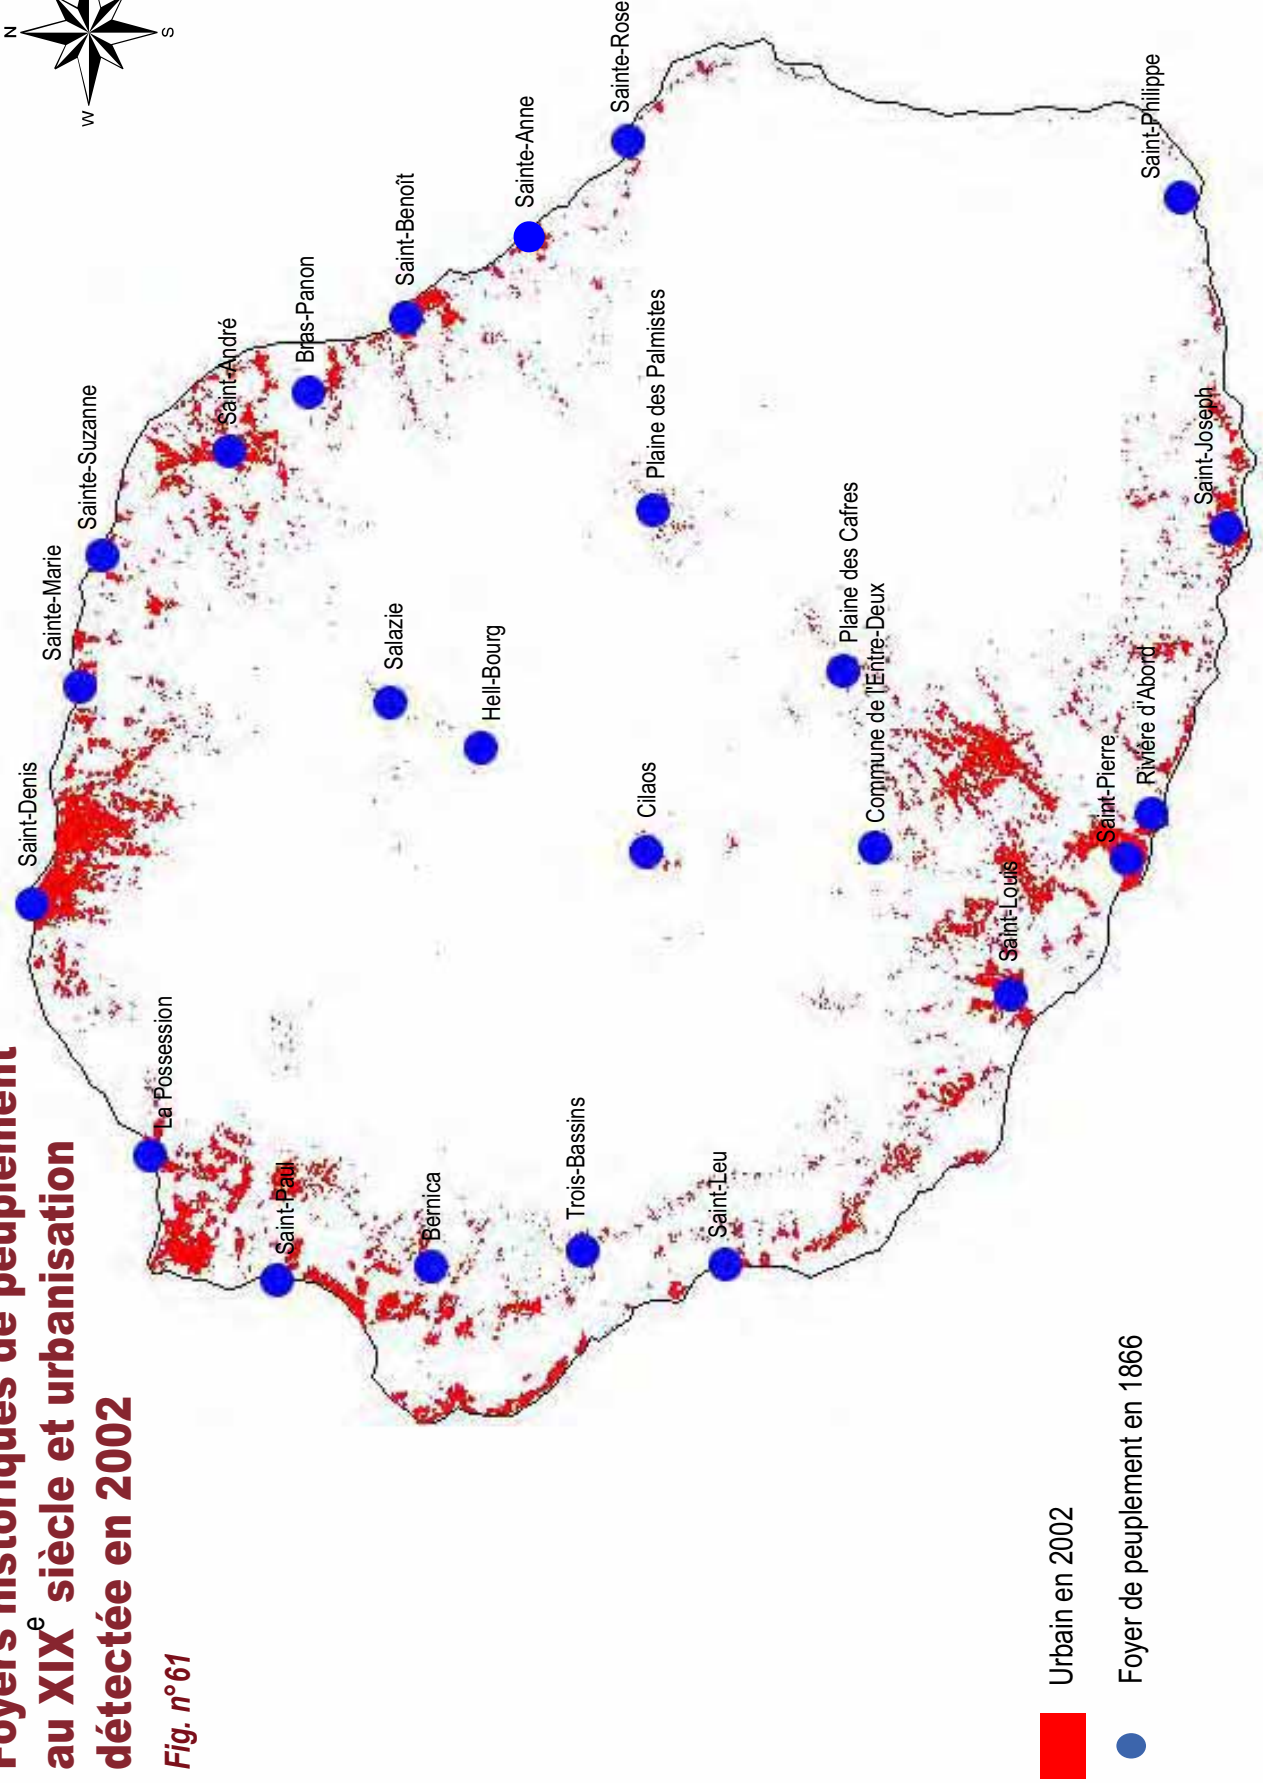 Foyers historiques de peuplement
au XIXe siècle et urbanisation
détectée en 2002
Fig. n°61
N
S
W
Saint-Denis
Sainte-Marie
Sainte-Suzanne
Saint-André
Bras-Panon
Saint-Benoît
Sainte-Anne
Sainte-Rose
La Possession
Saint-Paul
Salazie
Hell-Bourg
Bernica
Trois-Bassins
Cilaos
Plaine des Palmistes
Saint-Leu
Plaine des Cafres
Commune de l'Entre-Deux
Saint-Louis
Saint-Pierre
Rivière d'Abord
Saint-Joseph
Saint-Philippe
Urbain en 2002
Foyer de peuplement en 1866